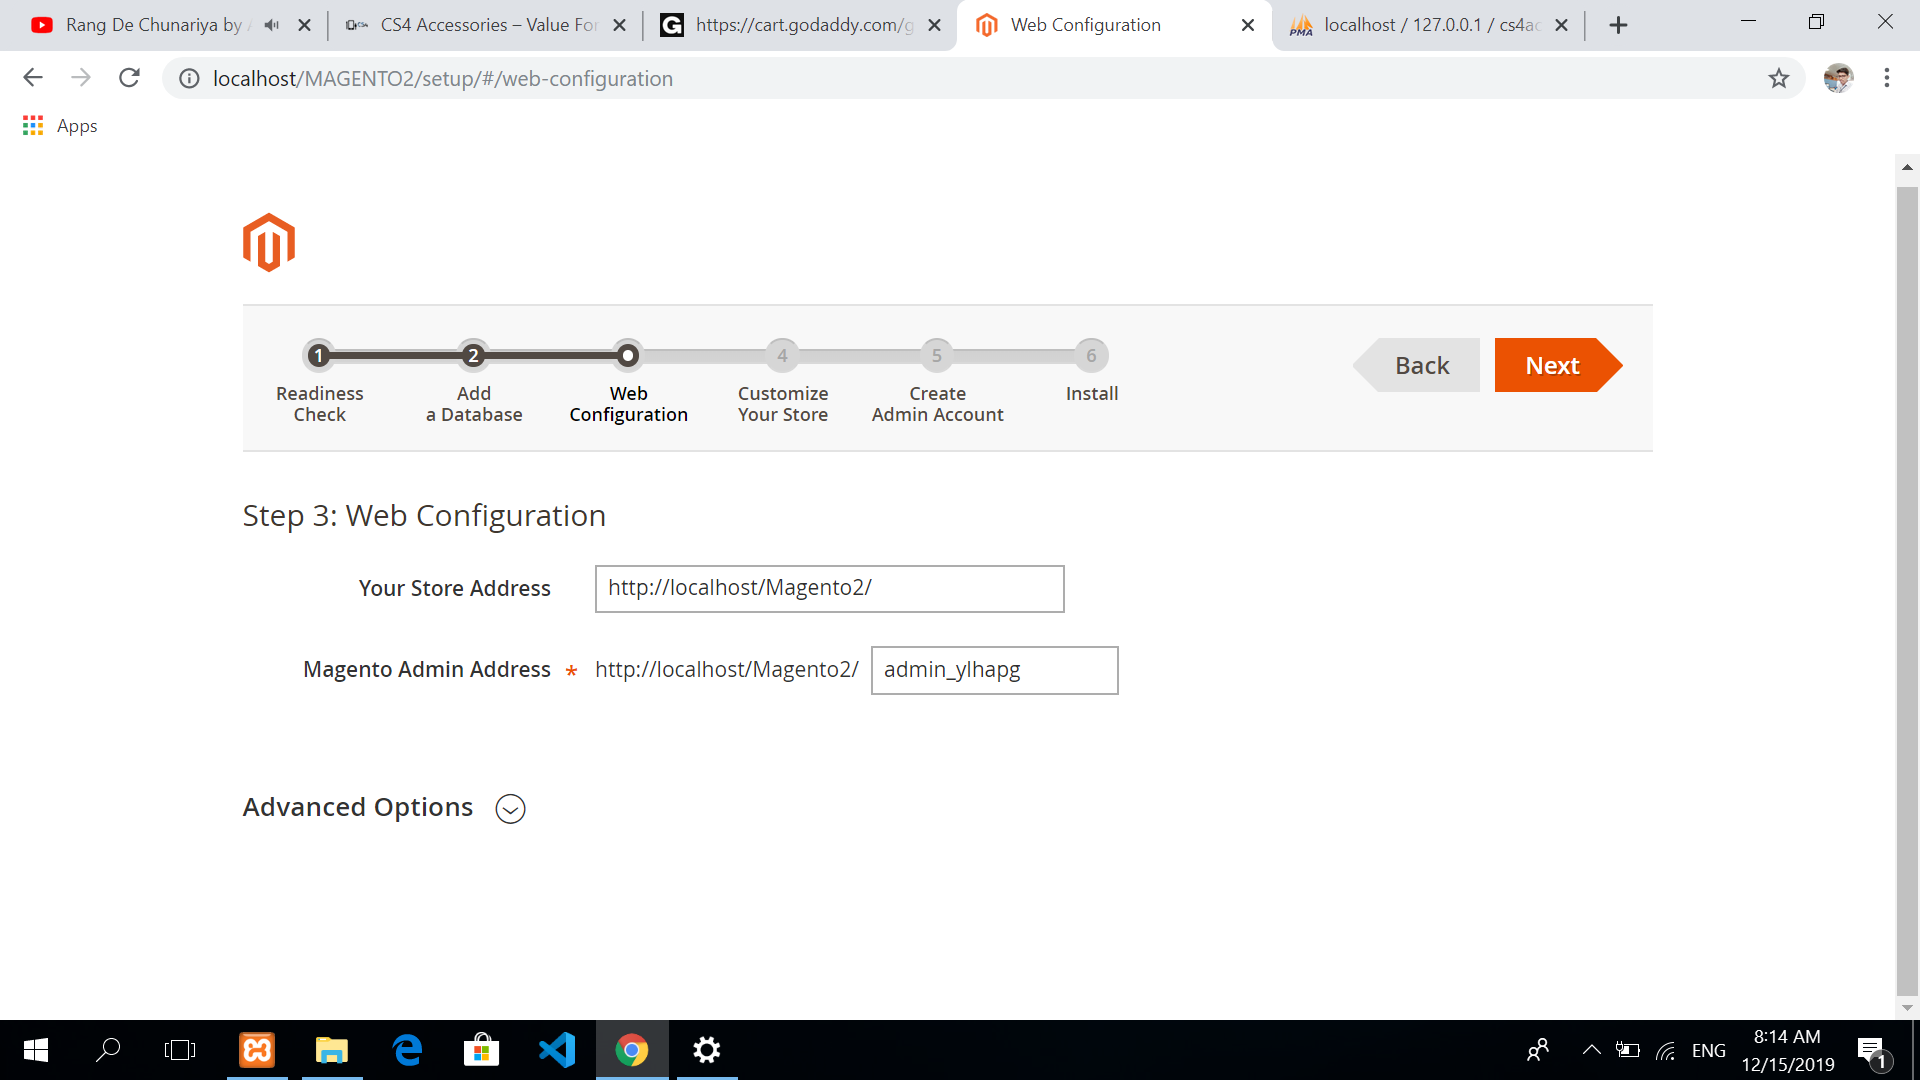 Rang De Chunariya by
CS4 Accessories – Value For
https://cart.godaddy.com/g
Web Configuration
PMA
localhost / 127.0.0.1 / cs4ac
localhost/MAGENTO2/setup/#/web-configuration
Apps
1
2
4
5
6
Readiness
Check
Add
a Database
Web
Configuration
Customize
Your Store
Create
Admin Account
Install
Back
Next
Step 3: Web Configuration
Your Store Address
http://localhost/Magento2/
Magento Admin Address *
http://localhost/Magento2/
admin_ylhapg
Advanced Options
ENG
8:14 AM
12/15/2019
1